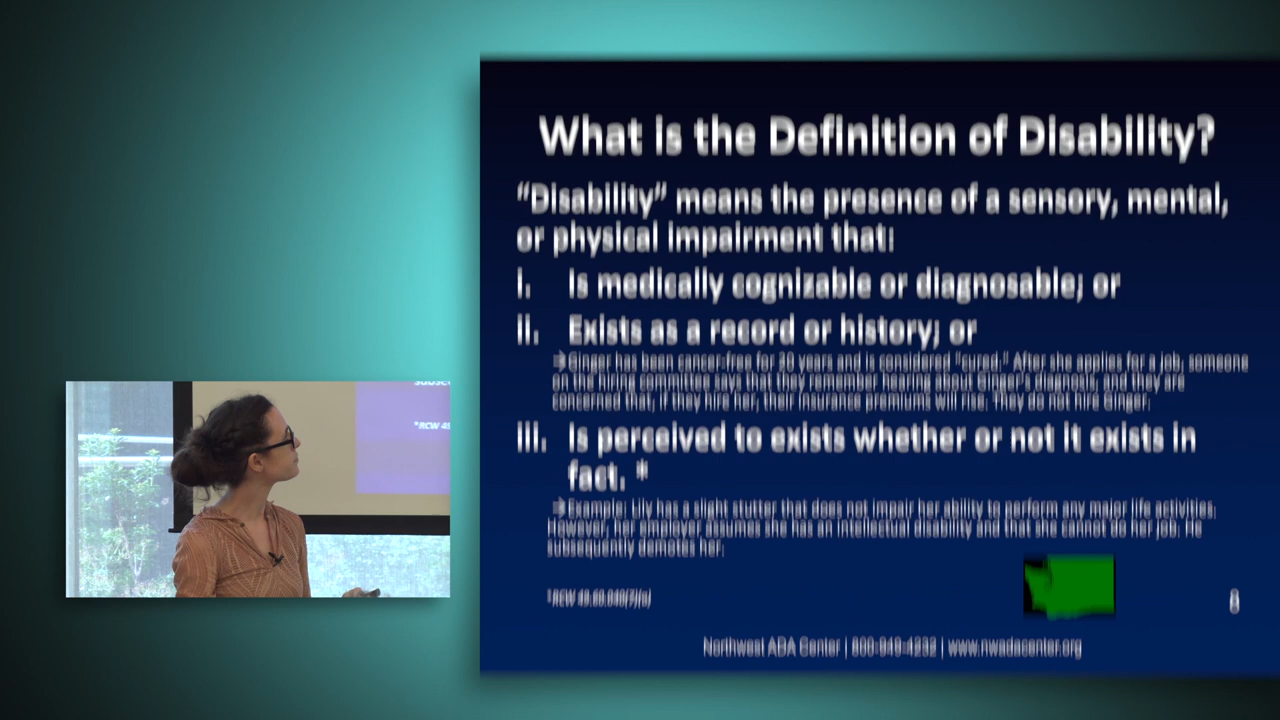 What is the Definition of Disability?
“Disability” means the presence of a sensory, mental,
or physical impairment that:
i. Is medically cognizable or diagnosable; or
ii. Exists as a record or history; or
→Ginger has been cancer-free for 30 years and is considered “cured.” After she applies for a job, someone
on the hiring committee says that they remember hearing about Ginger’s diagnosis, and they are
concerned that, if they hire her, their insurance premiums will rise. They do not hire Ginger.
iii. Is perceived to exists whether or not it exists in
fact. *
→Example: Lily has a slight stutter that does not impair her ability to perform any major life activities.
However, her employer assumes she has an intellectual disability and that she cannot do her job. He
subsequently demotes her.
*RCW 49.60.040(7)(a)
8
Northwest ADA Center | 800-949-4232 | www.nwadacenter.org
*RCW